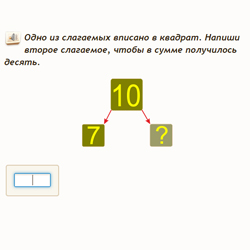 Одно из слагаемых вписано в квадрат. Напиши
второе слагаемое, чтобы в сумме получилось
десять.
10
7 ?